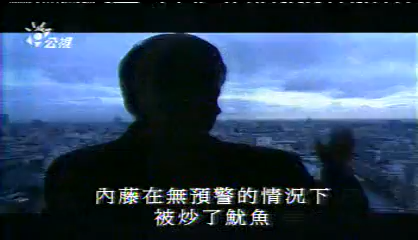 公視
內藤在無預警的情況下
被炒了魷魚